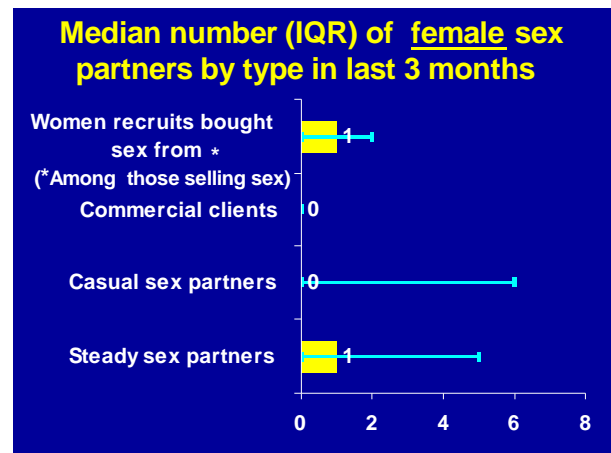 Median number (IQR) of female sex
partners by type in last 3 months
Women recruits bought
sex from *
(*Among those selling sex)
1
Commercial clients
0
Casual sex partners
0
Steady sex partners
1
0 2 4 6 8